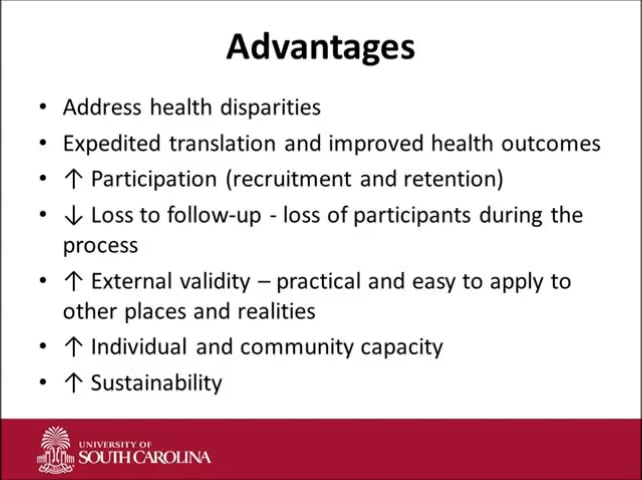 Advantages
• Address health disparities
• Expedited translation and improved health outcomes
• ↑ Participation (recruitment and retention)
• ↓ Loss to follow-up - loss of participants during the
process
• ↑ External validity – practical and easy to apply to
other places and realities
• ↑ Individual and community capacity
• ↑ Sustainability
UNIVERSITY OF
SOUTH CAROLINA